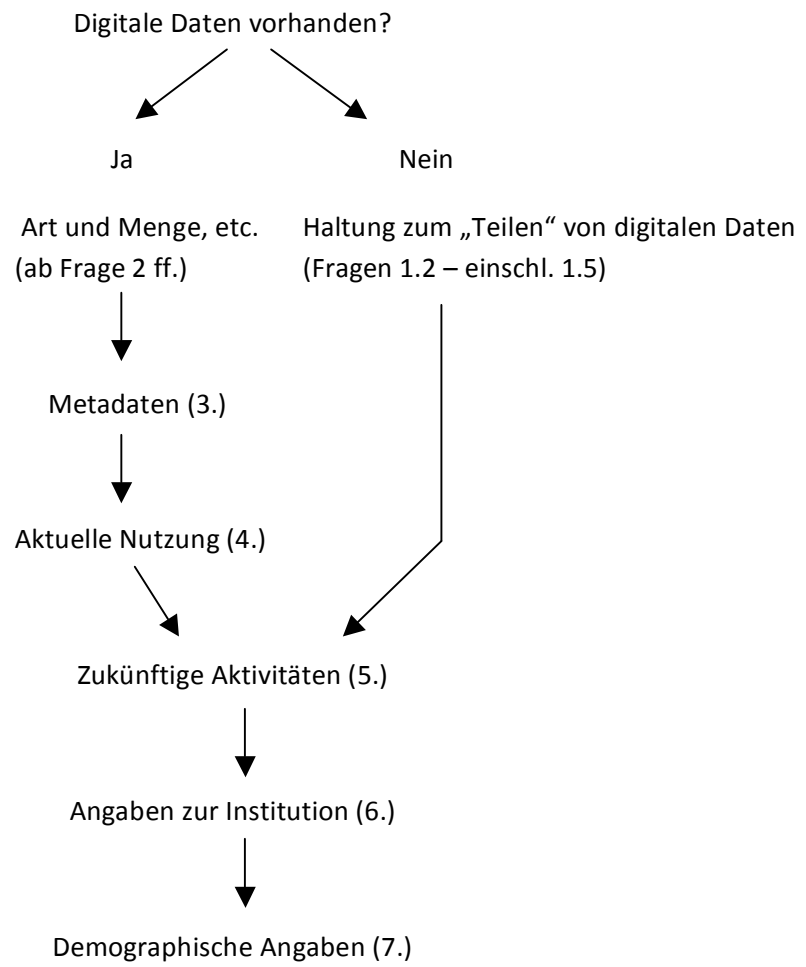 Digitale Daten vorhanden?
Ja
Nein
Art und Menge, etc.
(ab Frage 2 ff.)
Haltung zum „Teilen“ von digitalen Daten
(Fragen 1.2 – einschl. 1.5)
Metadaten (3.)
Aktuelle Nutzung (4.)
Zukünftige Aktivitäten (5.)
Angaben zur Institution (6.)
Demographische Angaben (7.)